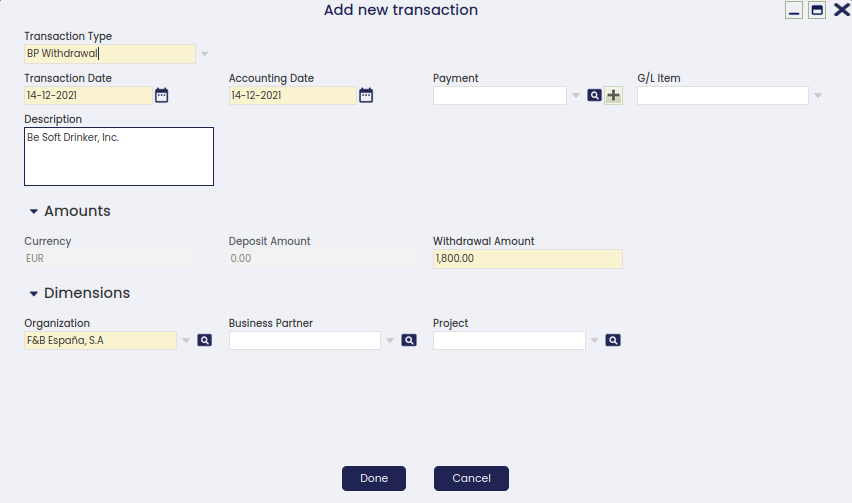 Add new transaction
Transaction Type
BP Withdrawal
Transaction Date Accounting Date Payment G/L Item
14-12-2021 14-12-2021
Description
Be Soft Drinker, Inc.
Amounts
Currency Deposit Amount Withdrawal Amount
EUR 0.00 1,800.00
Dimensions
Organization Business Partner Project
F&B España, S.A
Done Cancel